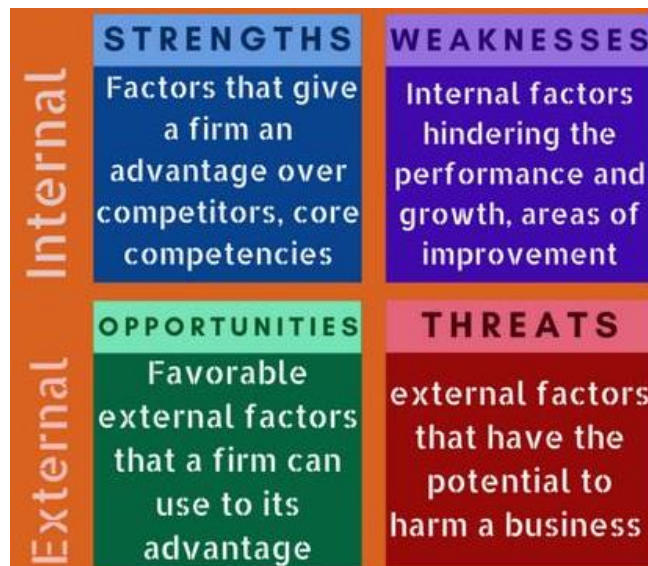 Internal
STRENGTHS
Factors that give
a firm an
advantage over
competitors, core
competencies
WEAKNESSES
Internal factors
hindering the
performance and
growth, areas of
improvement
External
OPPORTUNITIES
Favorable
external factors
that a firm can
use to its
advantage
THREATS
external factors
that have the
potential to
harm a business